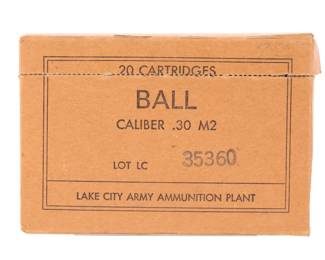 20 CARTRIDGES
BALL
CALIBER .30 M2
LOT LC 35360
LAKE CITY ARMY AMMUNITION PLANT